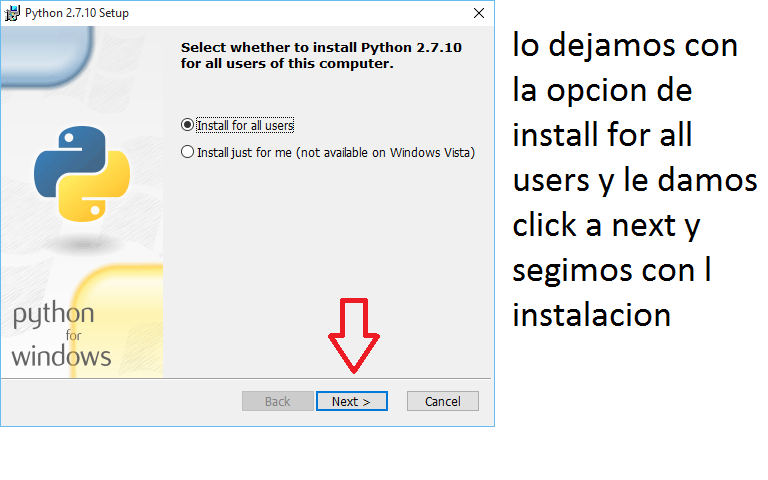 Python 2.7.10 Setup
Select whether to install Python 2.7.10
for all users of this computer.
Install for all users
Install just for me (not available on Windows Vista)
python
for
windows
Back
Next >
Cancel
lo dejamos con
la opcion de
install for all
users y le damos
click a next y
segimos con l
instalacion